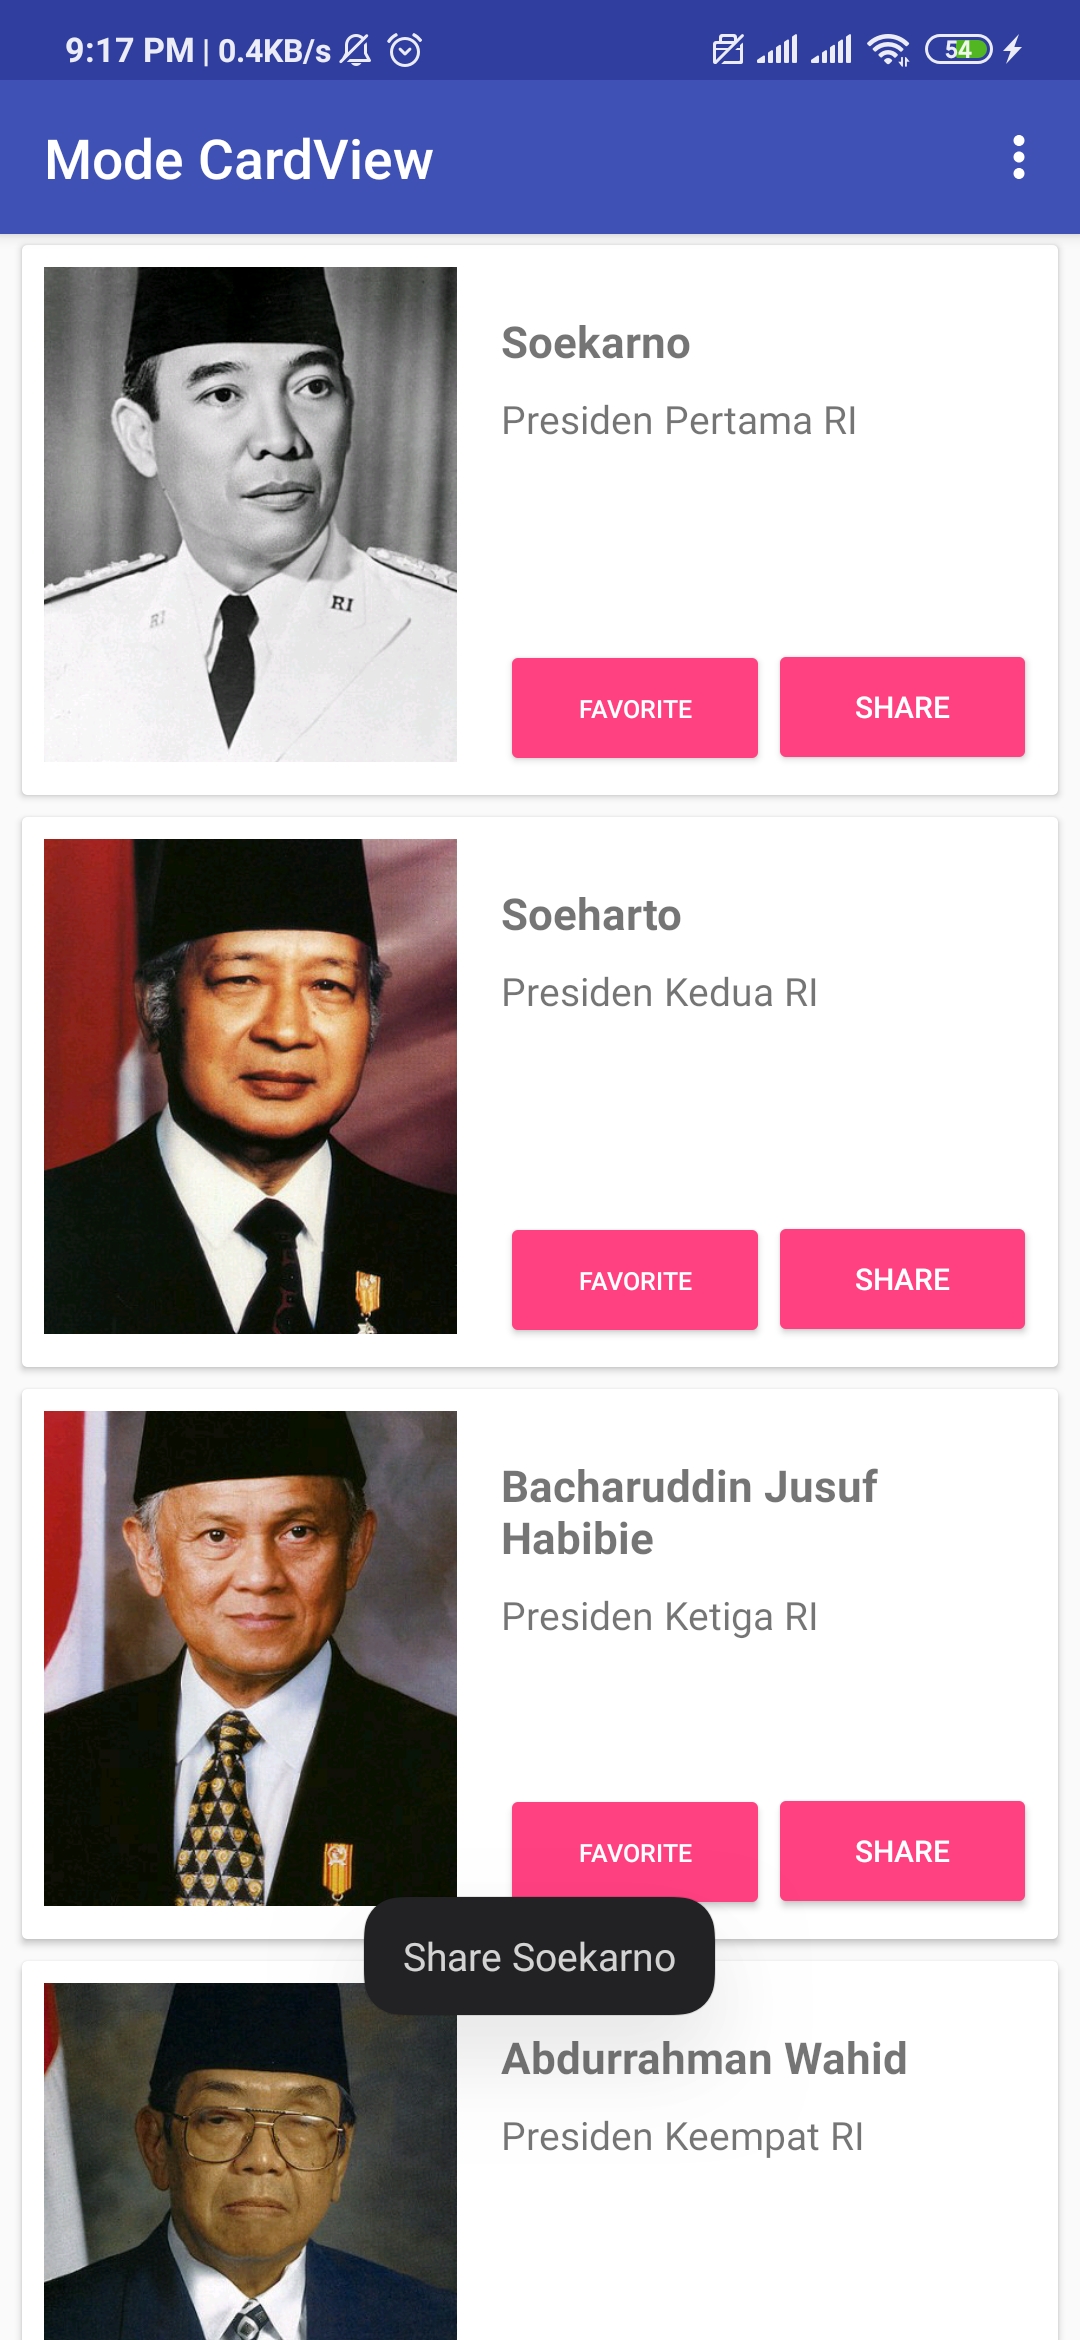 9:17 PM | 0.4KB/s
54
Mode CardView
Soekarno
Presiden Pertama RI
RI
RI
FAVORITE
SHARE
Soeharto
Presiden Kedua RI
FAVORITE
SHARE
Bacharuddin Jusuf
Habibie
Presiden Ketiga RI
FAVORITE
SHARE
Share Soekarno
Abdurrahman Wahid
Presiden Keempat RI